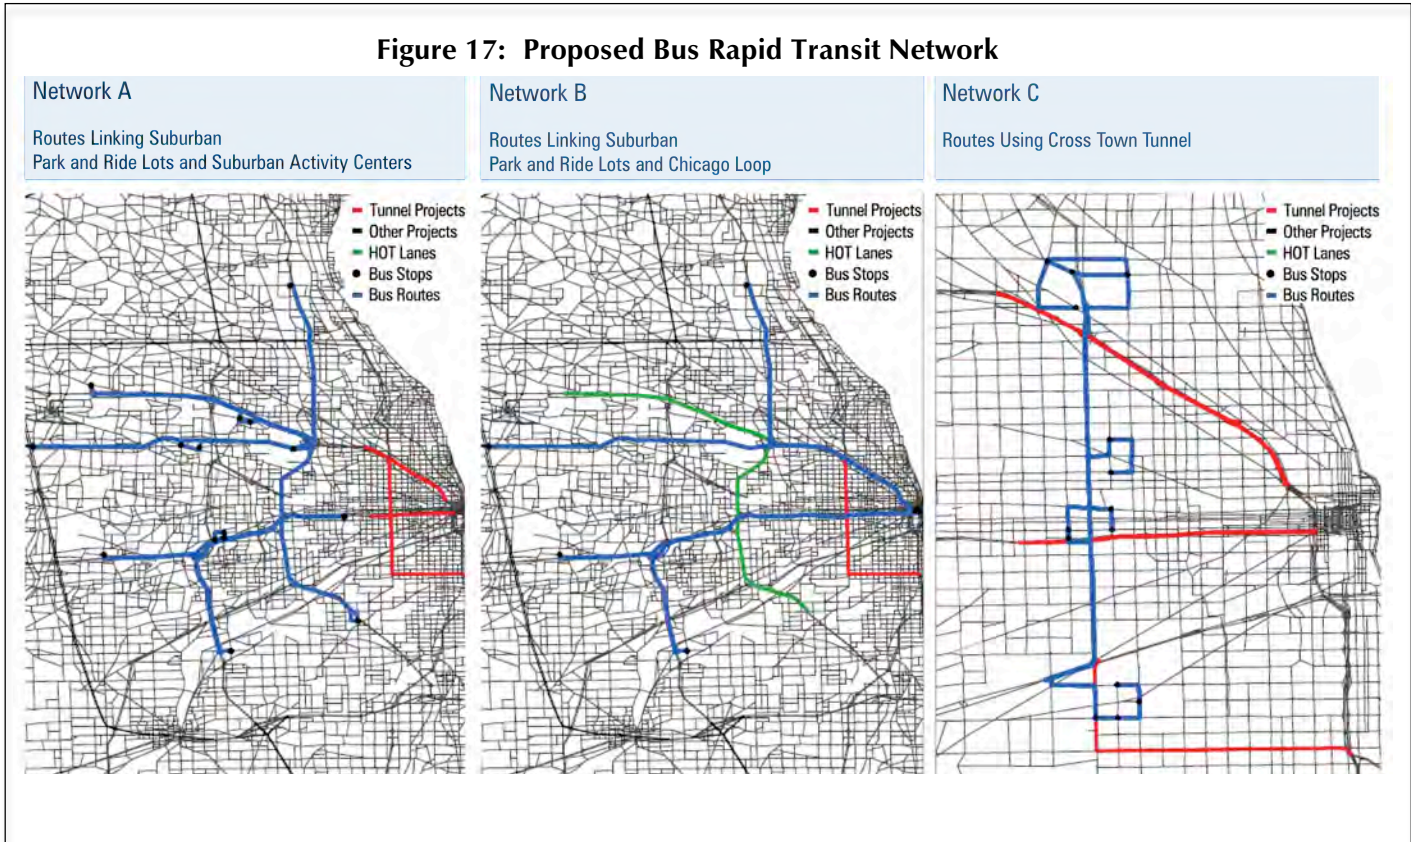 Figure 17: Proposed Bus Rapid Transit Network
Network A
Routes Linking Suburban
Park and Ride Lots and Suburban Activity Centers
Tunnel Projects
Other Projects
HOT Lanes
Bus Stops
Bus Routes
Network B
Routes Linking Suburban
Park and Ride Lots and Chicago Loop
Tunnel Projects
Other Projects
HOT Lanes
Bus Stops
Bus Routes
Network C
Routes Using Cross Town Tunnel
Tunnel Projects
Other Projects
HOT Lanes
Bus Stops
Bus Routes